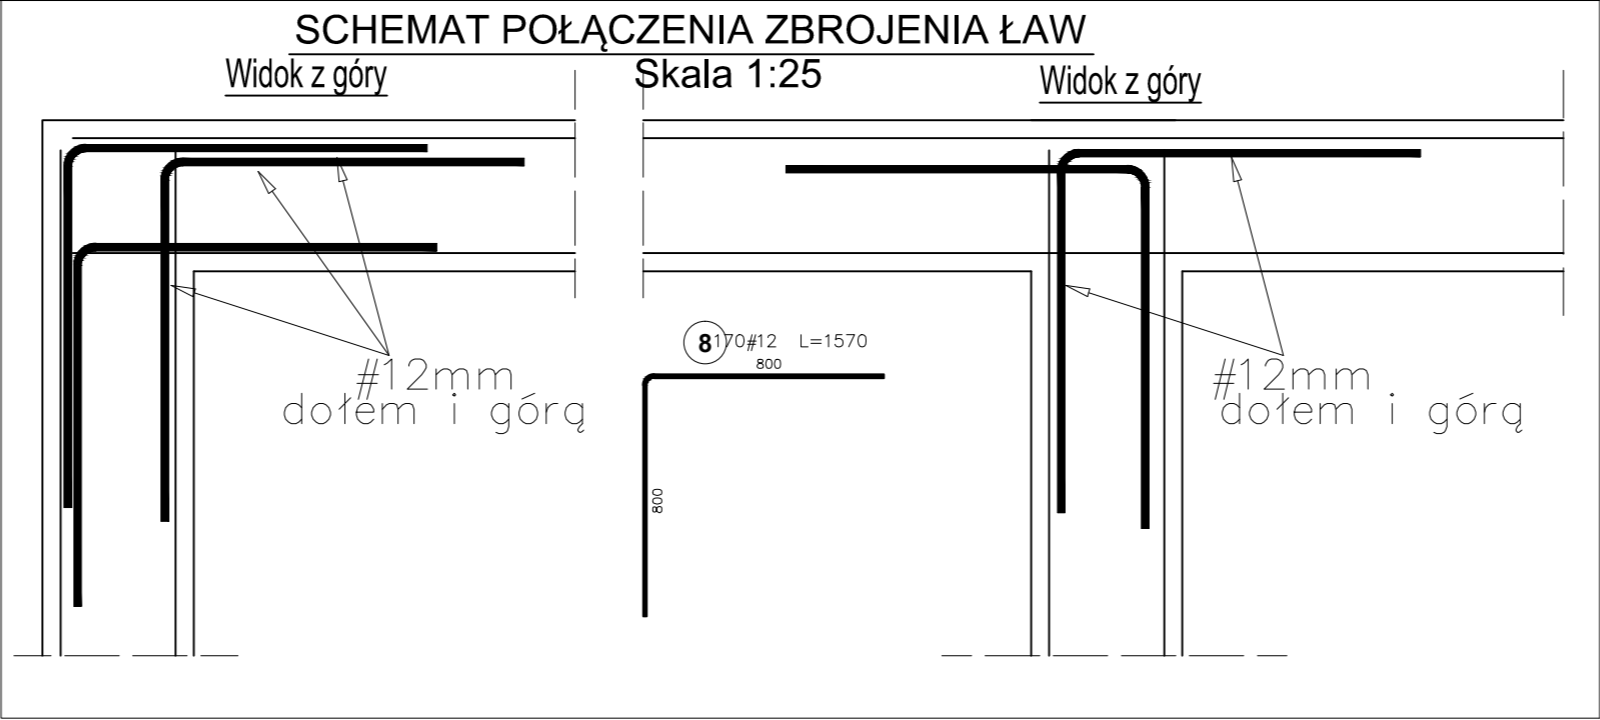 SCHEMAT POŁĄCZENIA ZBROJENIA ŁAW
Widok z góry
Skala 1:25
Widok z góry
8 170#12 L=1570
800
#12mm
dołem i górą
#12mm
dołem i górą
800